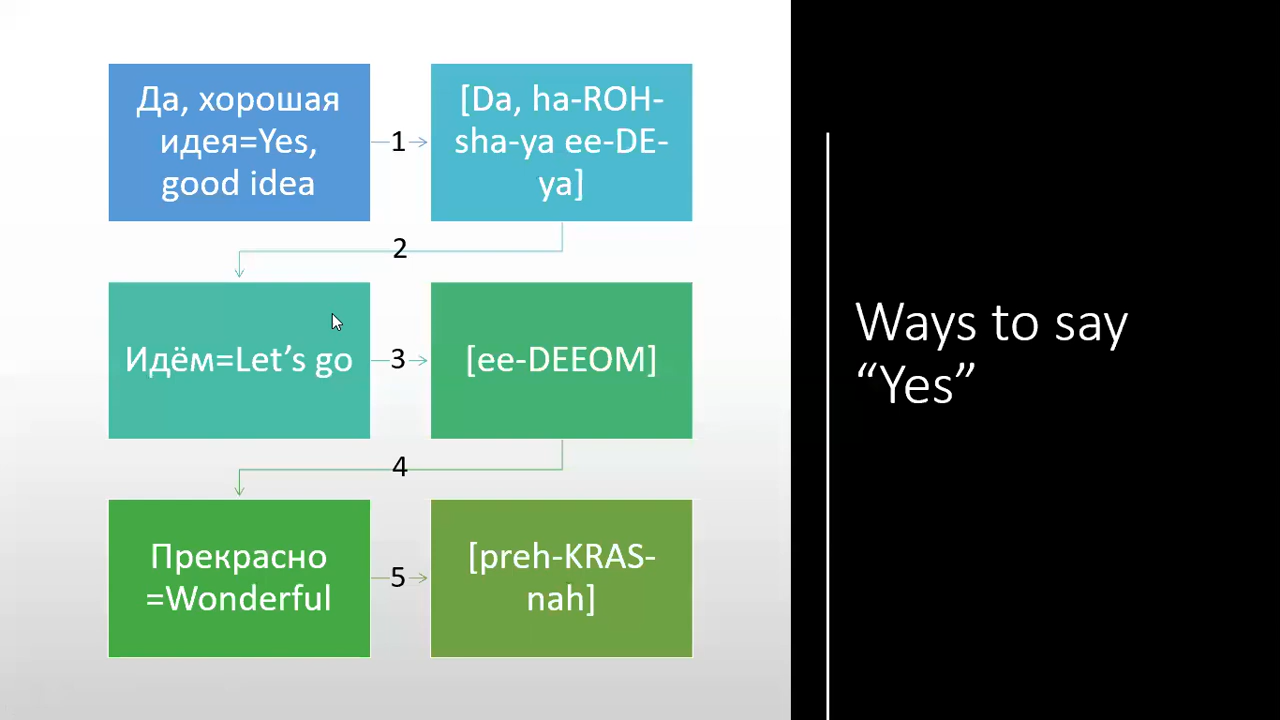 Да, хорошая
идея=Yes,
good idea
1
[Da, ha-ROH-
sha-ya ee-DE-
ya]
2
Идём=Let’s go
3
[ee-DEEOM]
4
Прекрасно
=Wonderful
5
[preh-KRAS-
nah]
Ways to say
“Yes”